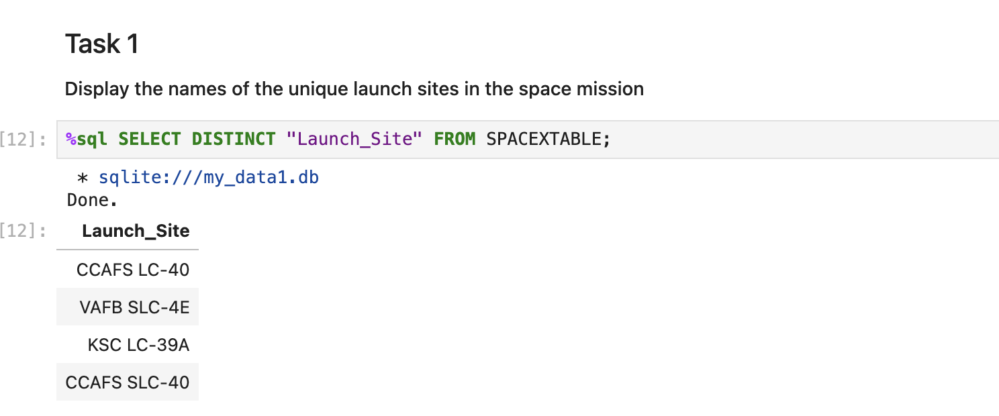 Task 1
Display the names of the unique launch sites in the space mission
[12]: %sql SELECT DISTINCT "Launch_Site" FROM SPACEXTABLE;
* sqlite:///my_data1.db
Done.
[12]: Launch_Site
CCAFS LC-40
VAFB SLC-4E
KSC LC-39A
CCAFS SLC-40